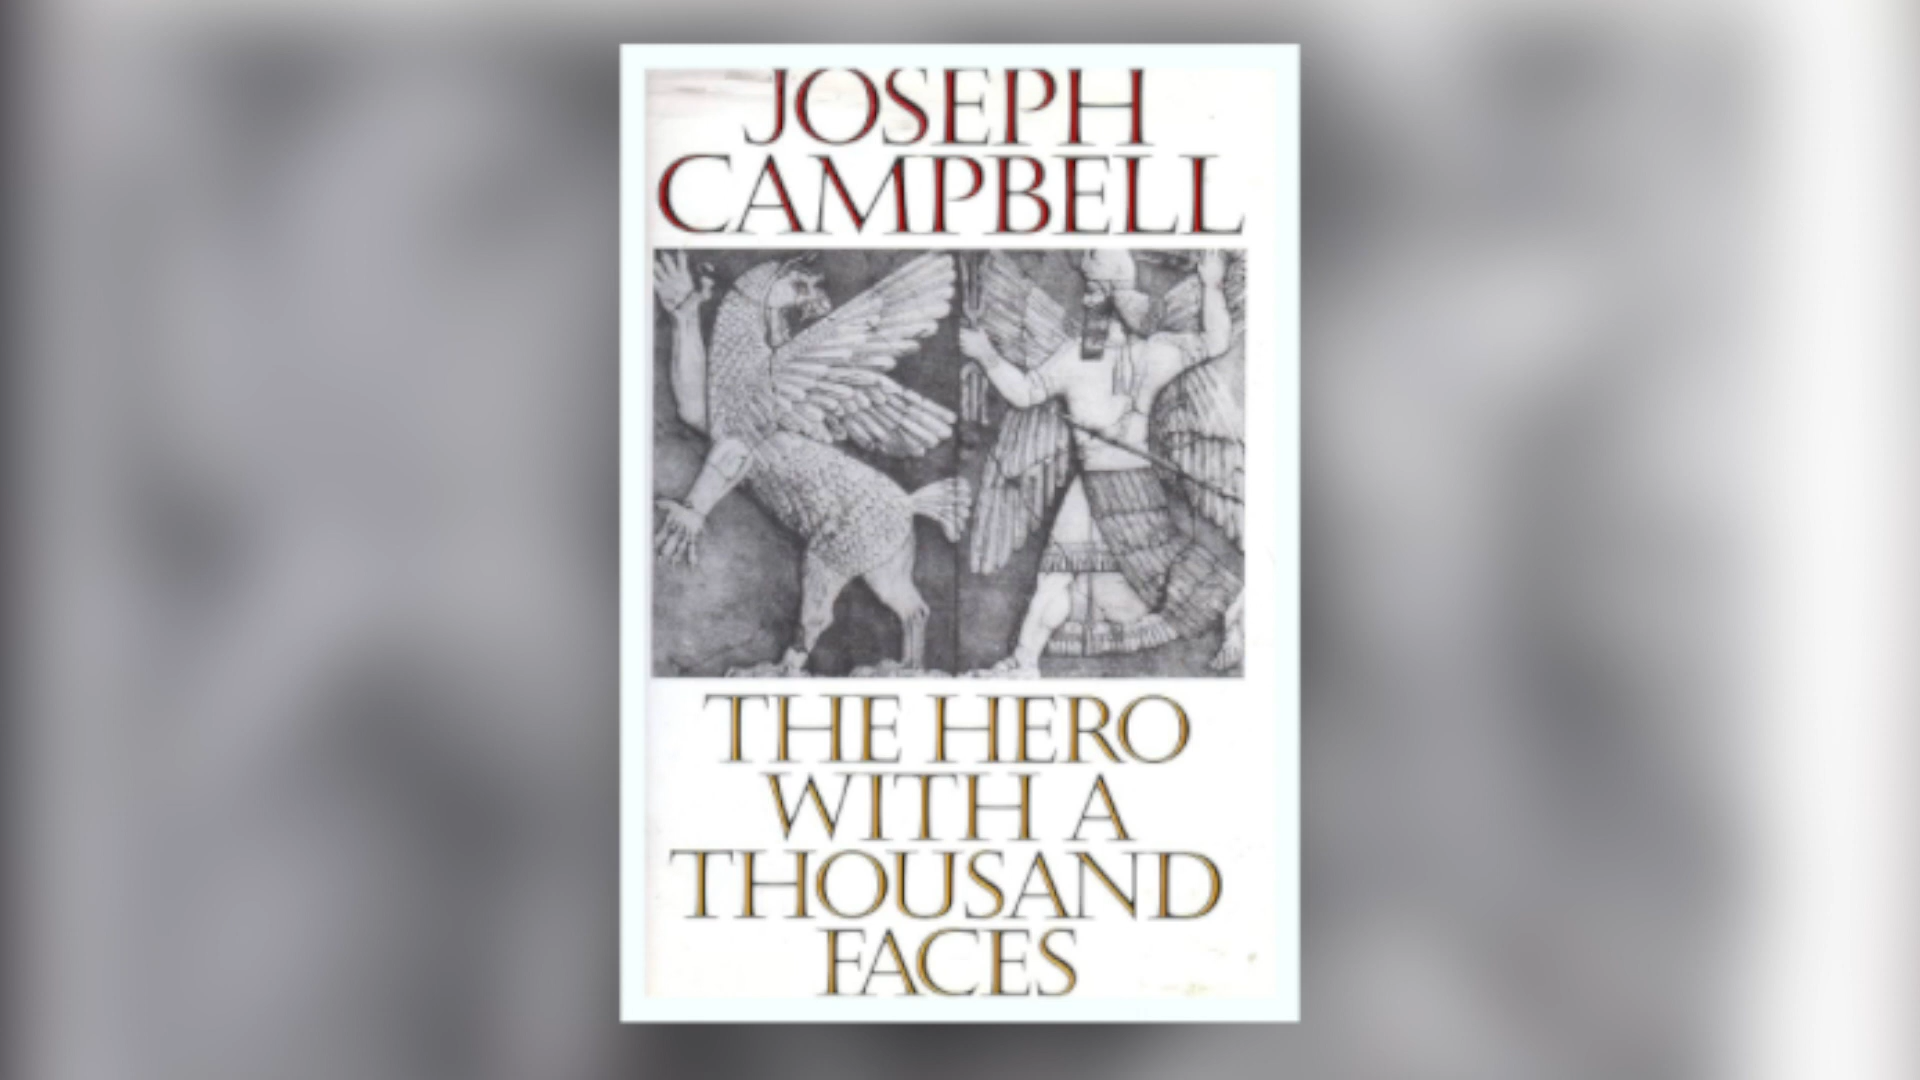 JOSEPH
CAMPBELL
THE HERO
WITH A
THOUSAND
FACES